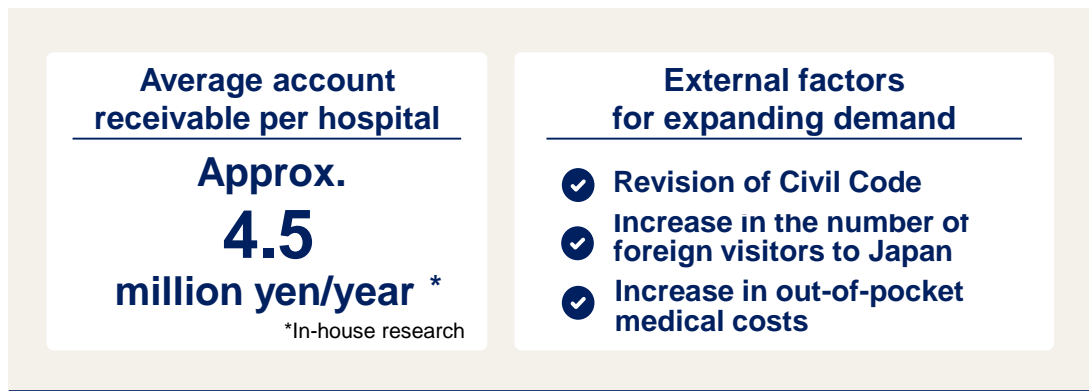 Average account
receivable per hospital
Approx.
4.5
million yen/year *
*In-house research
External factors
for expanding demand
Revision of Civil Code
Increase in the number of
foreign visitors to Japan
Increase in out-of-pocket
medical costs